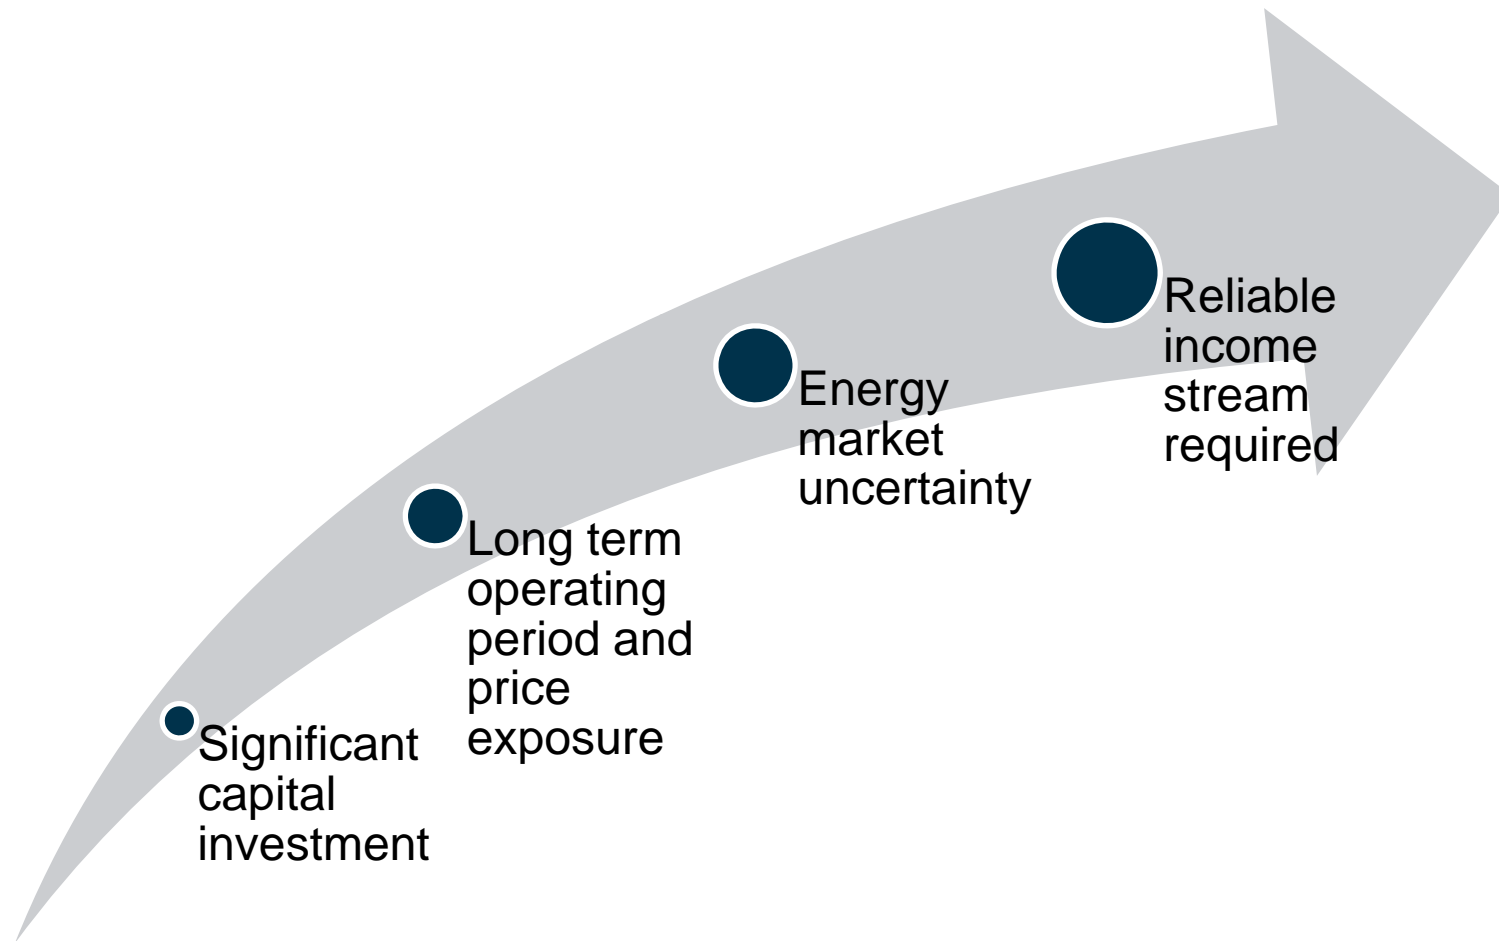 Significant
capital
investment
Long term
operating
period and
price
exposure
Energy
market
uncertainty
Reliable
income
stream
required